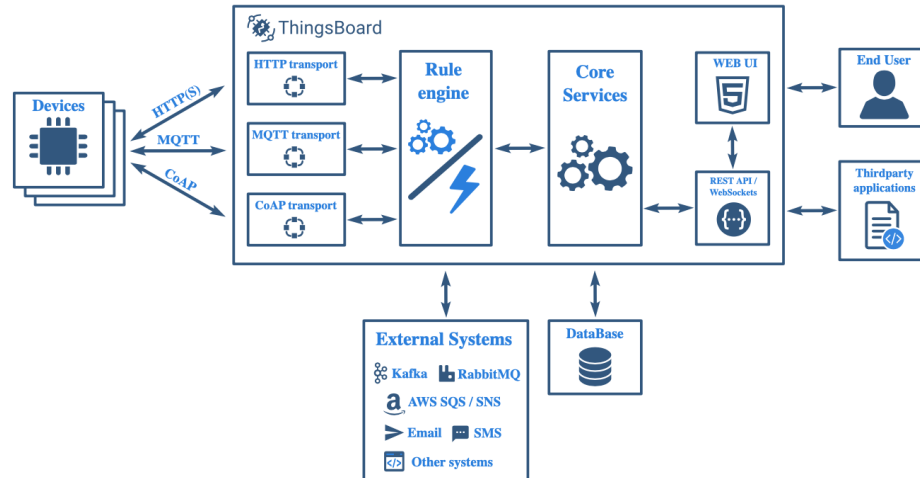 ThingsBoard
Devices
HTTP(S)
MQTT
CoAP
HTTP transport
MQTT transport
CoAP transport
Rule
engine
Core
Services
WEB UI
REST API /
WebSockets
End User
Thirdparty
applications
External Systems
Kafka
RabbitMQ
AWS SQS / SNS
Email
SMS
Other systems
DataBase